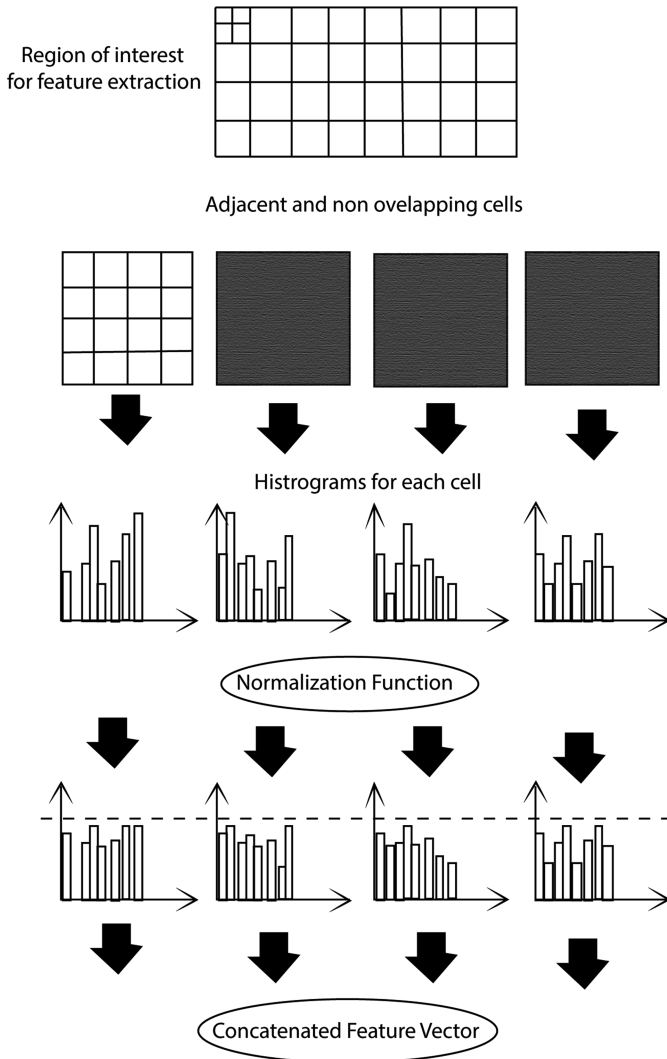 Region of interest
for feature extraction
Adjacent and non ovelapping cells
Histrograms for each cell
Normalization Function
Concatenated Feature Vector